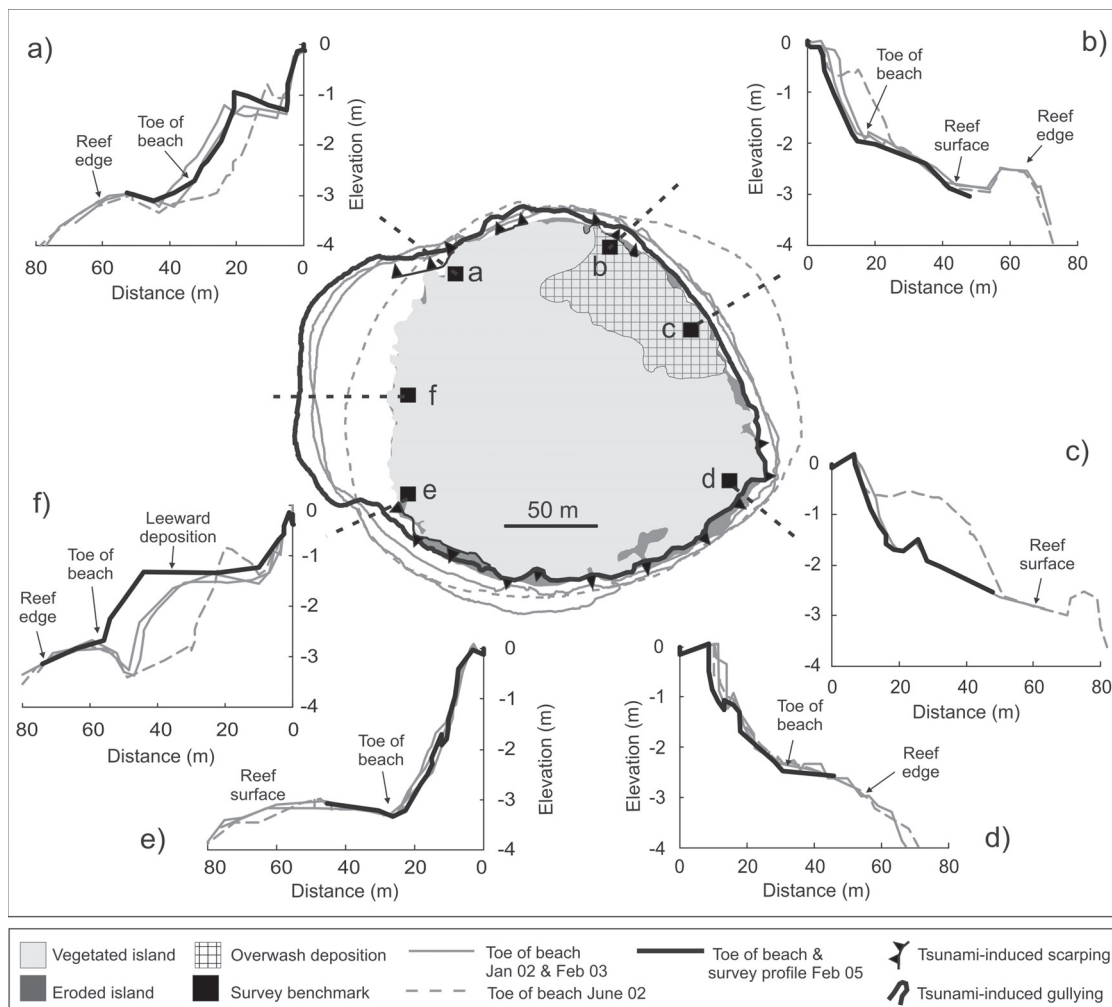 a)
0
-1
-2
-3
-4
Elevation (m)
Toe of
beach
Reef
edge
80
60
40
20
0
Distance (m)
b)
0
-1
-2
-3
-4
Elevation (m)
Toe of
beach
Reef
surface
Reef
edge
0
20
40
60
80
Distance (m)
a
b
c
d
e
f
50 m
c)
0
-1
-2
-3
-4
Reef
surface
0
20
40
60
80
Distance (m)
f)
0
-1
-2
-3
-4
Leeward
deposition
Toe of
beach
Reef
edge
80
60
40
20
0
Distance (m)
e)
0
-1
-2
-3
-4
Elevation (m)
Toe of
beach
Reef
surface
80
60
40
20
0
Distance (m)
d)
0
-1
-2
-3
-4
Elevation (m)
Toe of
beach
Reef
edge
0
20
40
60
80
Distance (m)
Vegetated island
Eroded island
Overwash deposition
Survey benchmark
Toe of beach
Jan 02 & Feb 03
Toe of beach June 02
Toe of beach &
survey profile Feb 05
Tsunami-induced scarping
Tsunami-induced gullying